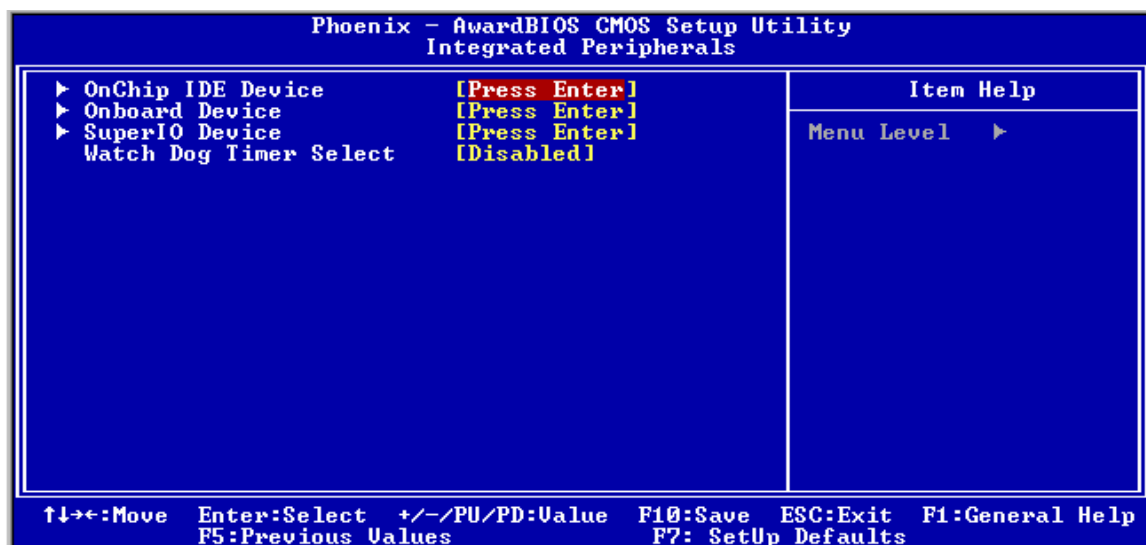 Phoenix - AwardBIOS CMOS Setup Utility
Integrated Peripherals
▶ OnChip IDE Device [Press Enter]
▶ Onboard Device [Press Enter]
▶ SuperIO Device [Press Enter]
Watch Dog Timer Select [Disabled]
Item Help
Menu Level ▶
↑↓→←:Move Enter:Select +/-/PU/PD:Value F10:Save ESC:Exit F1:General Help
F5:Previous Values F7: SetUp Defaults